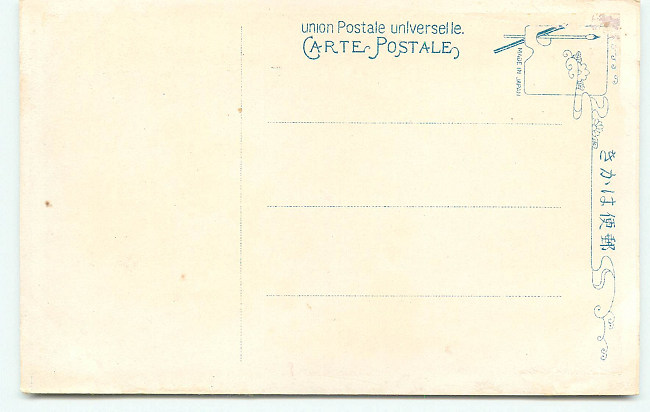 union Postale universelle.
CARTE POSTALE
MADE IN JAPAN
きかは便郵